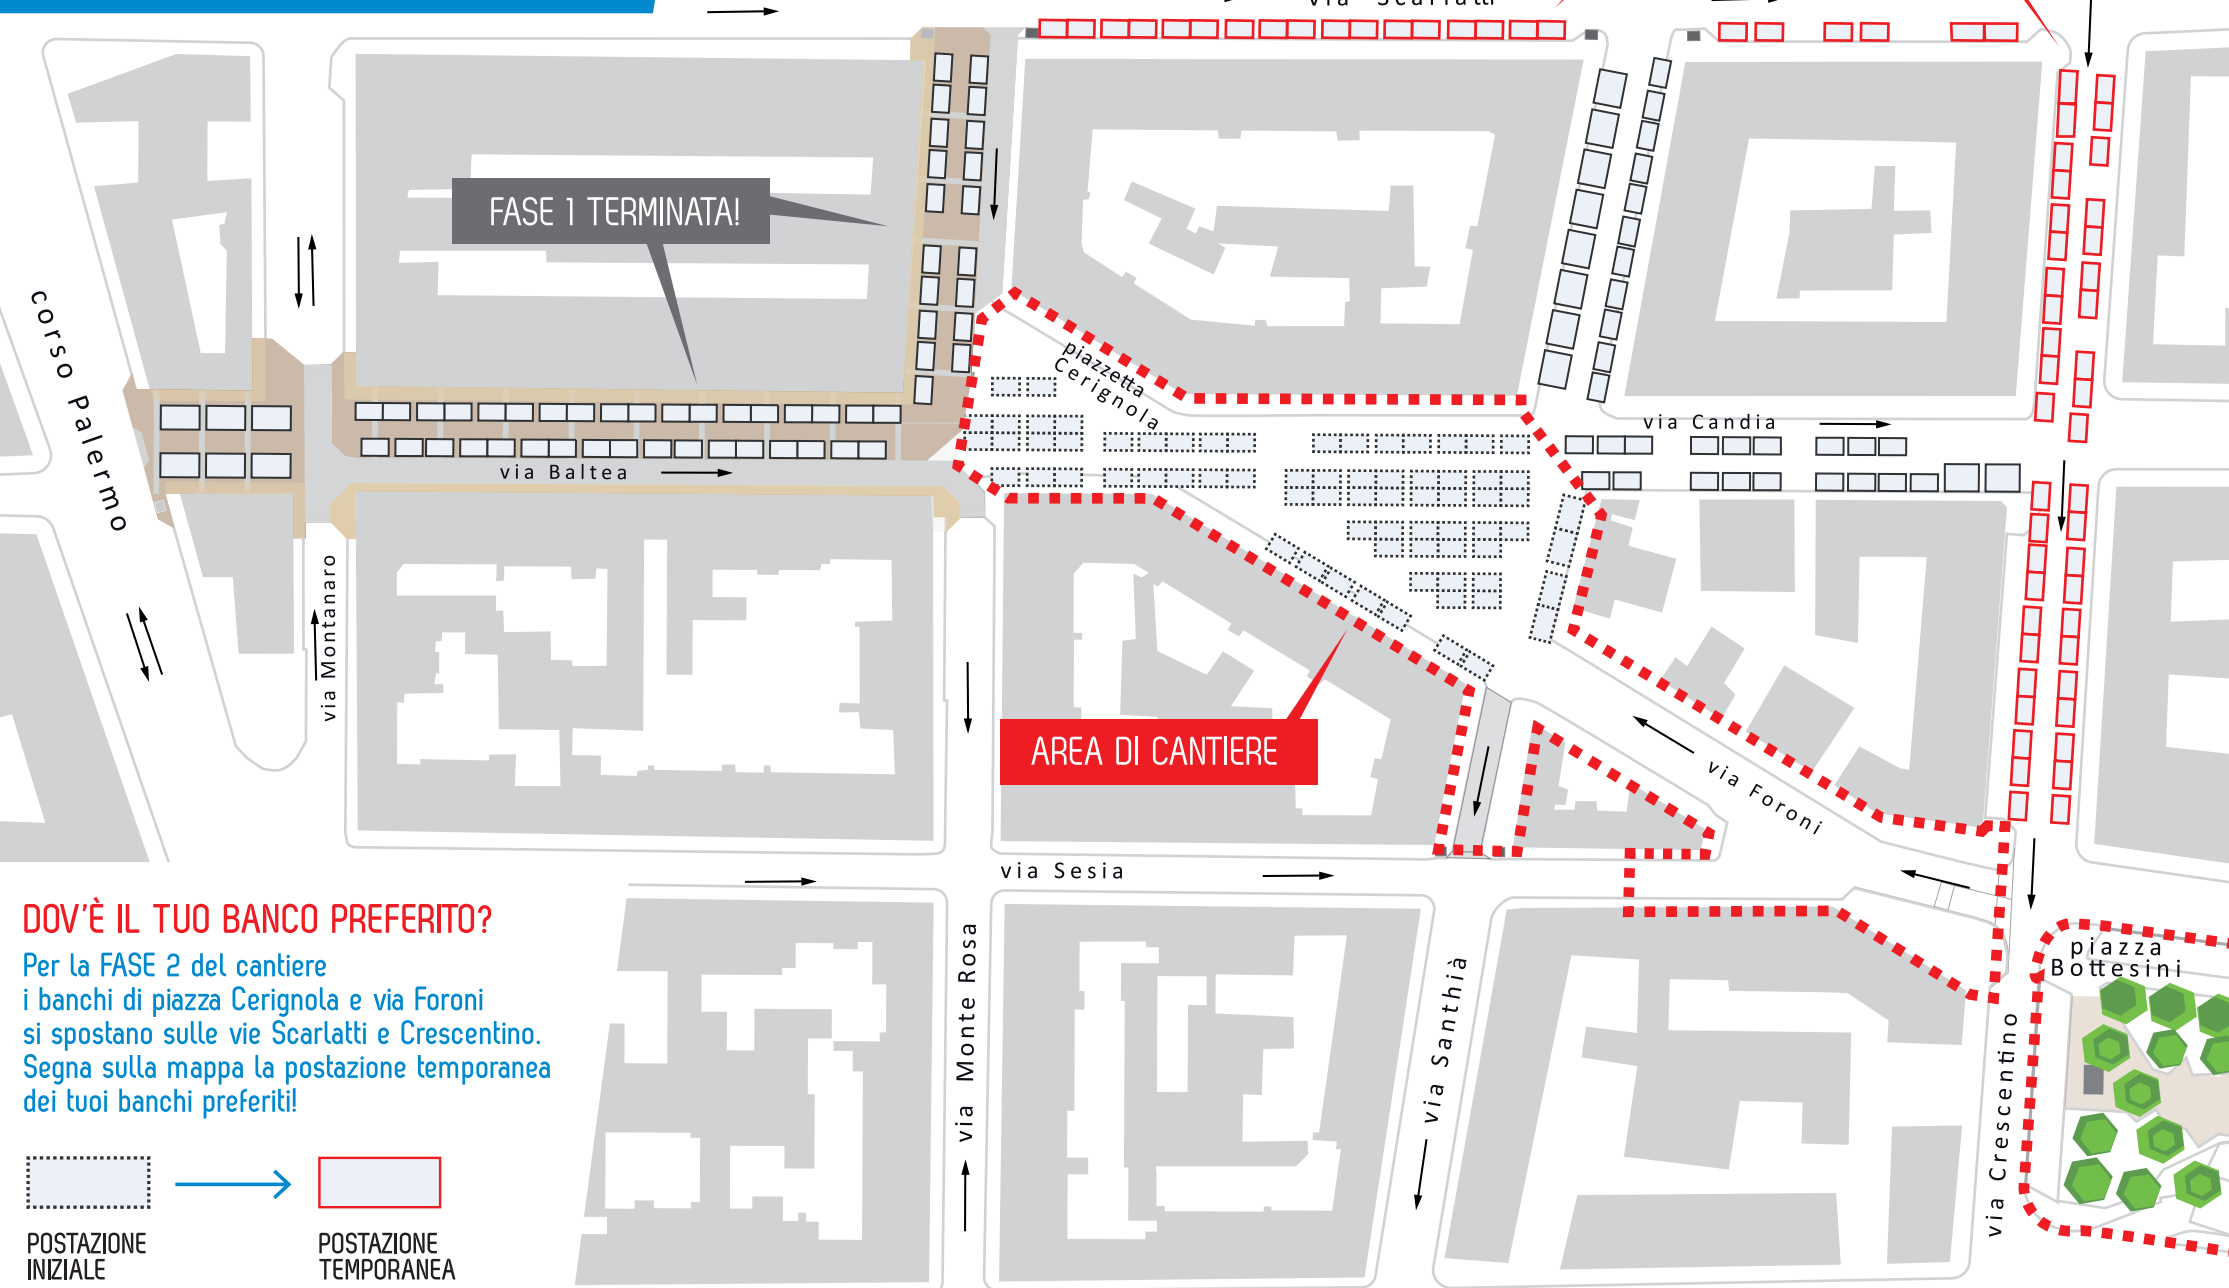 via Scarlatti
FASE 1 TERMINATA!
corso Palermo
piazzetta
Cerignola
via Candia
via Baltea
via Montanaro
AREA DI CANTIERE
via Foroni
via Sesia
DOV'È IL TUO BANCO PREFERITO?
Per la FASE 2 del cantiere
i banchi di piazza Cerignola e via Foroni
si spostano sulle vie Scarlatti e Crescentino.
Segna sulla mappa la postazione temporanea
dei tuoi banchi preferiti!
via Monte Rosa
via Santhià
piazza
Bottesini
via Crescentino
POSTAZIONE
INIZIALE
POSTAZIONE
TEMPORANEA